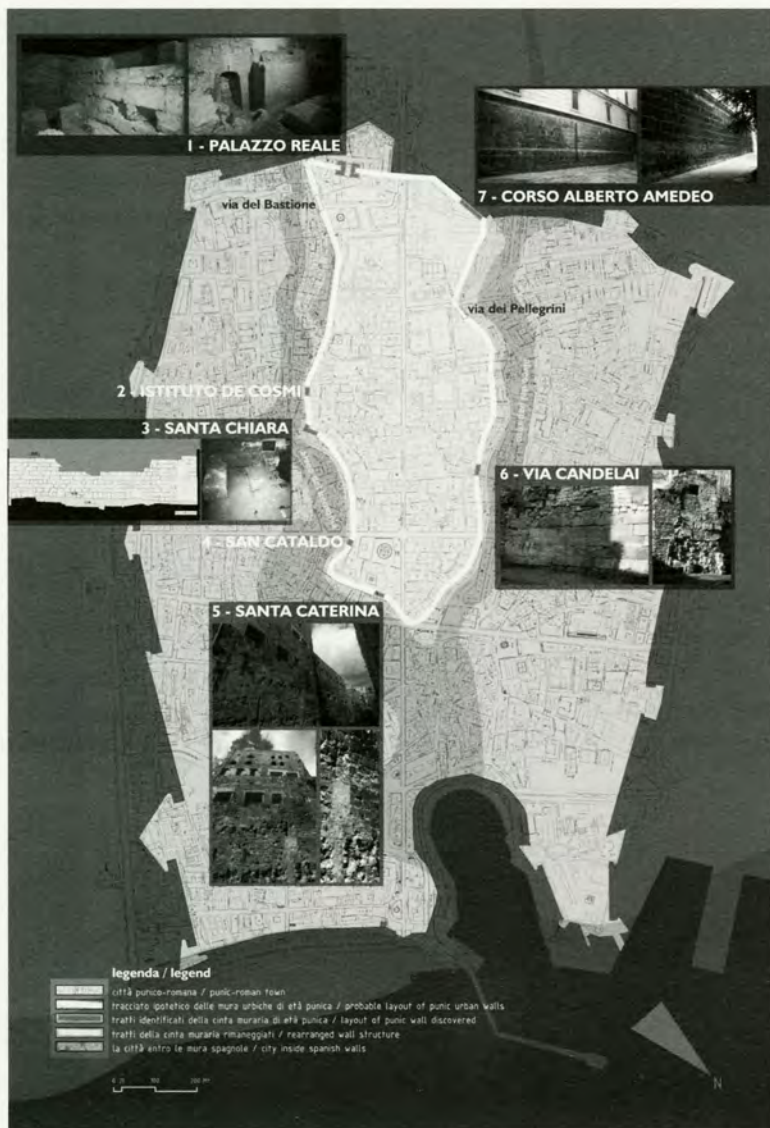 1 - PALAZZO REALE
7 - CORSO ALBERTO AMEDEO
via del Bastione
via dei Pellegrini
2 - ISTITUTO DE COSMI
3 - SANTA CHIARA
6 - VIA CANDELAI
4 - SAN CATALDO
5 - SANTA CATERINA
legenda / legend
città punico-romana / punic-roman town
tracciato ipotetico delle mura urbiche di età punica / probable layout of punic urban walls
tratti identificati della cinta muraria di età punica / layout of punic wall discovered
tratti della cinta muraria rimaneggiati / rearranged wall structure
la città entro le mura spagnole / city inside spanish walls
N